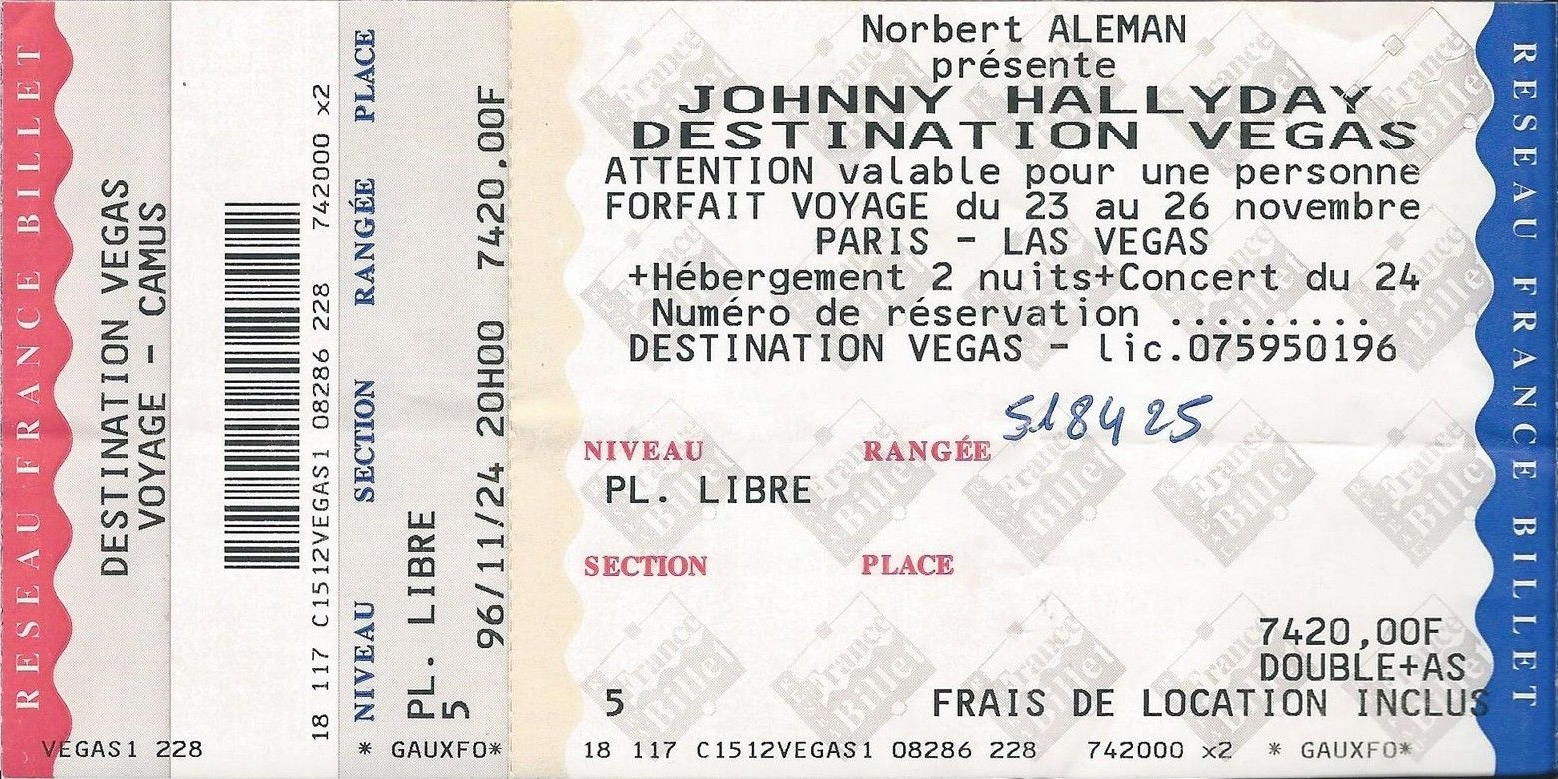 RESEAU FRANCE BILLET
DESTINATION VEGAS
VOYAGE - CAMUS
VEGAS1 228
18 117 C1512VEGAS1 08286 228 742000 x2
NIVEAU SECTION RANGÉE PLACE
PL. LIBRE
5
96/11/24 20H00 7420,00F
* GAUXFO*
Norbert ALEMAN
présente
JOHNNY HALLYDAY
DESTINATION VEGAS
ATTENTION valable pour une personne
FORFAIT VOYAGE du 23 au 26 novembre
PARIS - LAS VEGAS
+Hébergement 2 nuits+Concert du 24
Numéro de réservation .........
DESTINATION VEGAS - lic.075950196
518425
NIVEAU RANGÉE
PL. LIBRE
SECTION PLACE
7420,00F
DOUBLE+AS
5 FRAIS DE LOCATION INCLUS
18 117 C1512VEGAS1 08286 228 742000 x2 * GAUXFO*
RESEAU FRANCE BILLET